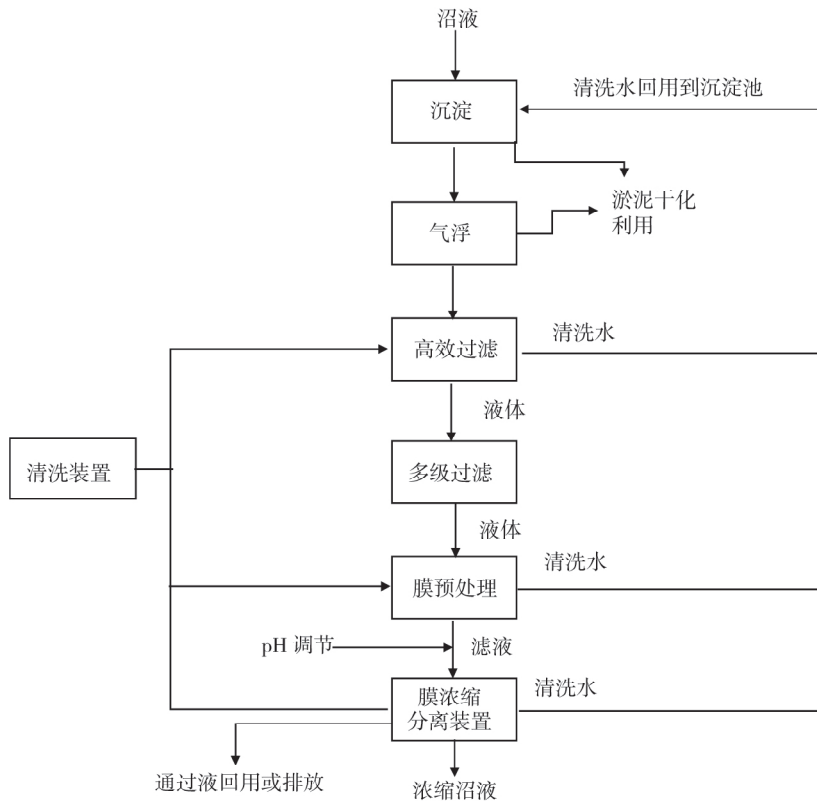 沼液
沉淀
清洗水回用到沉淀池
淤泥干化
利用
气浮
高效过滤
清洗水
液体
清洗装置
多级过滤
液体
膜预处理
清洗水
pH 调节
滤液
膜浓缩
分离装置
清洗水
通过液回用或排放
浓缩沼液